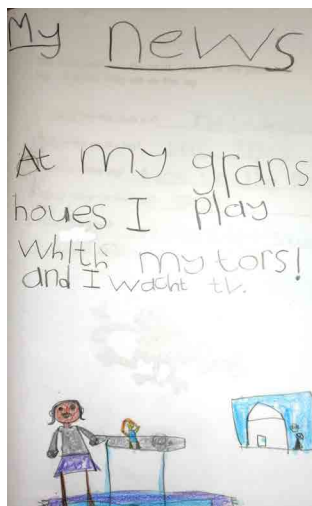 My news
At my grans
houes I play
whith my tors!
and I wacht tv.